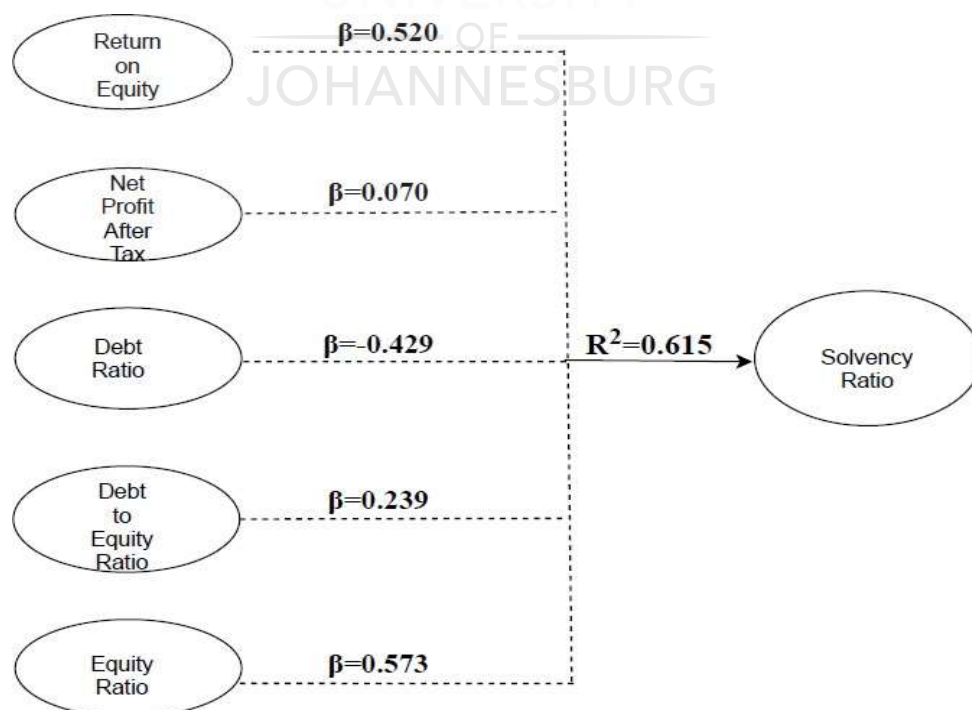 UNIVERSITY
OF
JOHANNESBURG
Return
on
Equity
β=0.520
Net
Profit
After
Tax
β=0.070
Debt
Ratio
β=-0.429
R²=0.615
Solvency
Ratio
Debt
to
Equity
Ratio
β=0.239
Equity
Ratio
β=0.573